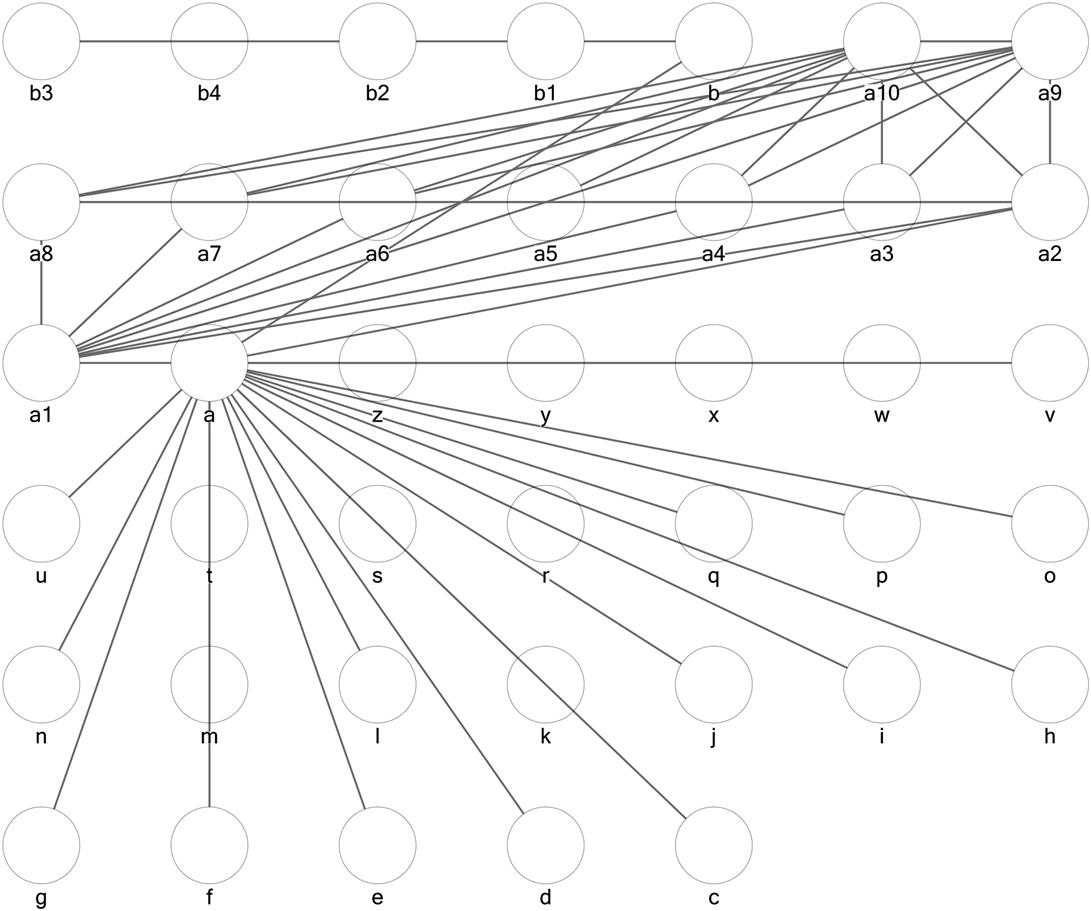 b3 b4 b2 b1 b a10 a9
a8 a7 a6 a5 a4 a3 a2
a1 a z y x w v
u t s r q p o
n m l k j i h
g f e d c